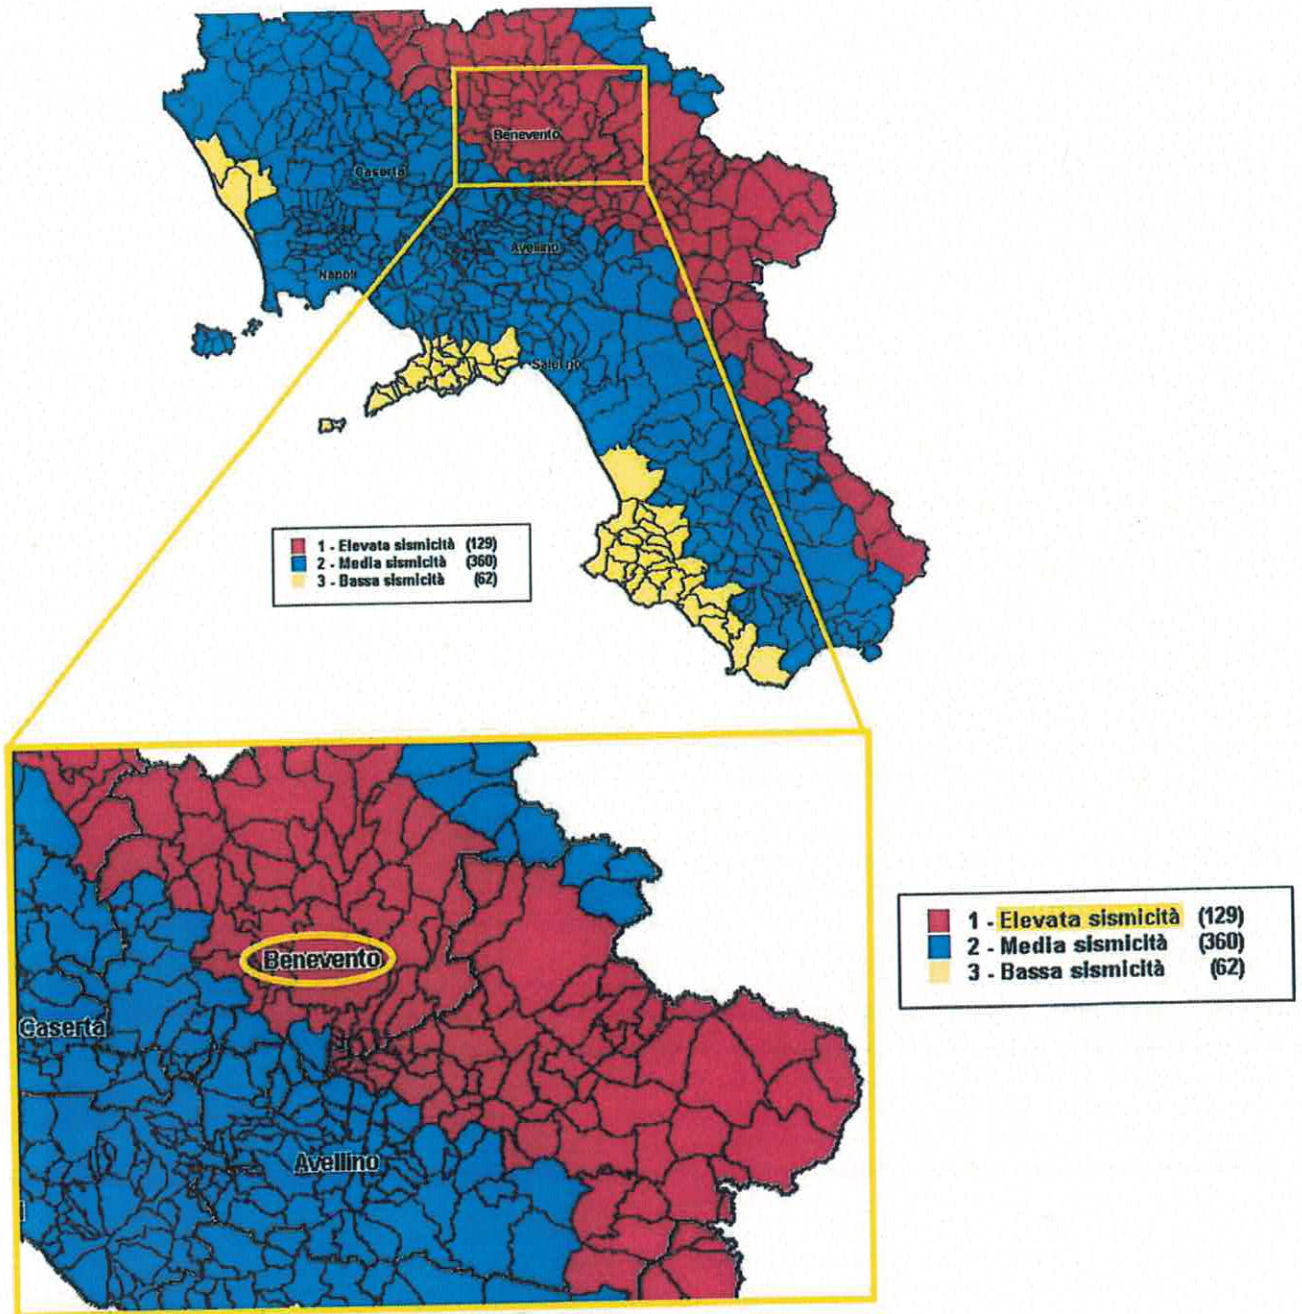 Benevento
Caserta
Avellino
Napoli
Salerno
1 - Elevata sismicità (129)
2 - Media sismicità (360)
3 - Bassa sismicità (62)
Benevento
Caserta
Avellino
i
1 - Elevata sismicità (129)
2 - Media sismicità (360)
3 - Bassa sismicità (62)